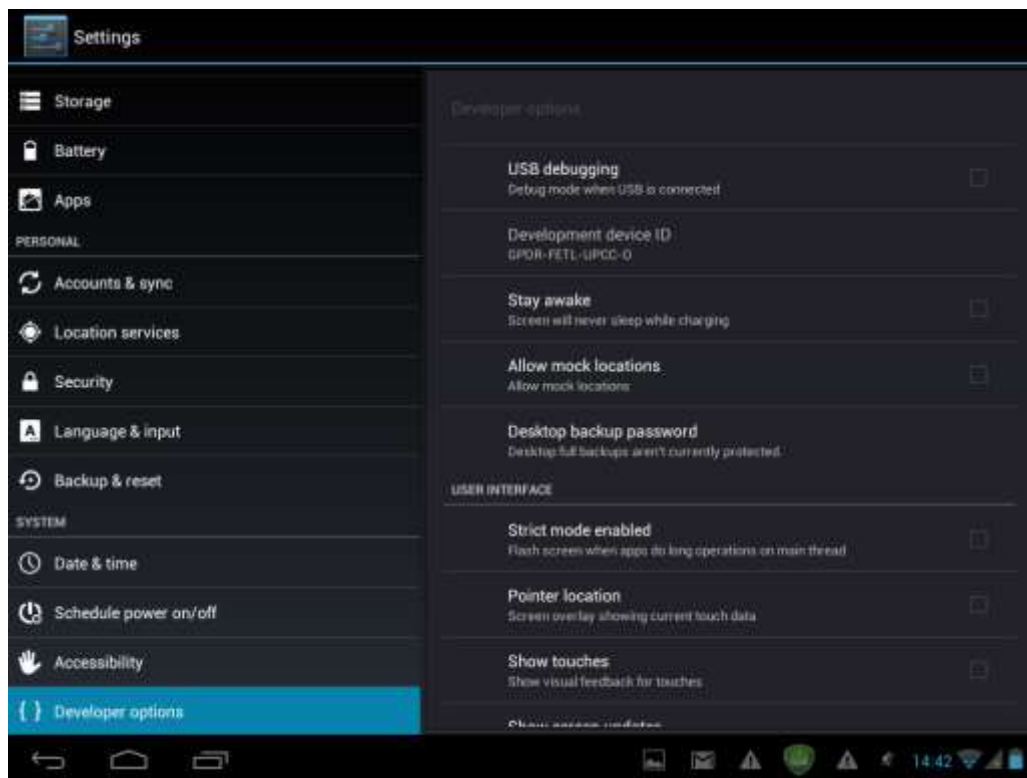 Settings
Storage
Battery
Apps
PERSONAL
Accounts & sync
Location services
Security
Language & input
Backup & reset
SYSTEM
Date & time
Schedule power on/off
Accessibility
{ } Developer options
Developer options
USB debugging
Debug mode when USB is connected
Development device ID
GPDR-FETL-UPCC-O
Stay awake
Screen will never sleep while charging
Allow mock locations
Allow mock locations
Desktop backup password
Desktop full backups aren't currently protected.
USER INTERFACE
Strict mode enabled
Flash screen when apps do long operations on main thread
Pointer location
Screen overlay showing current touch data
Show touches
Show visual feedback for touches
Show screen updates
14:42